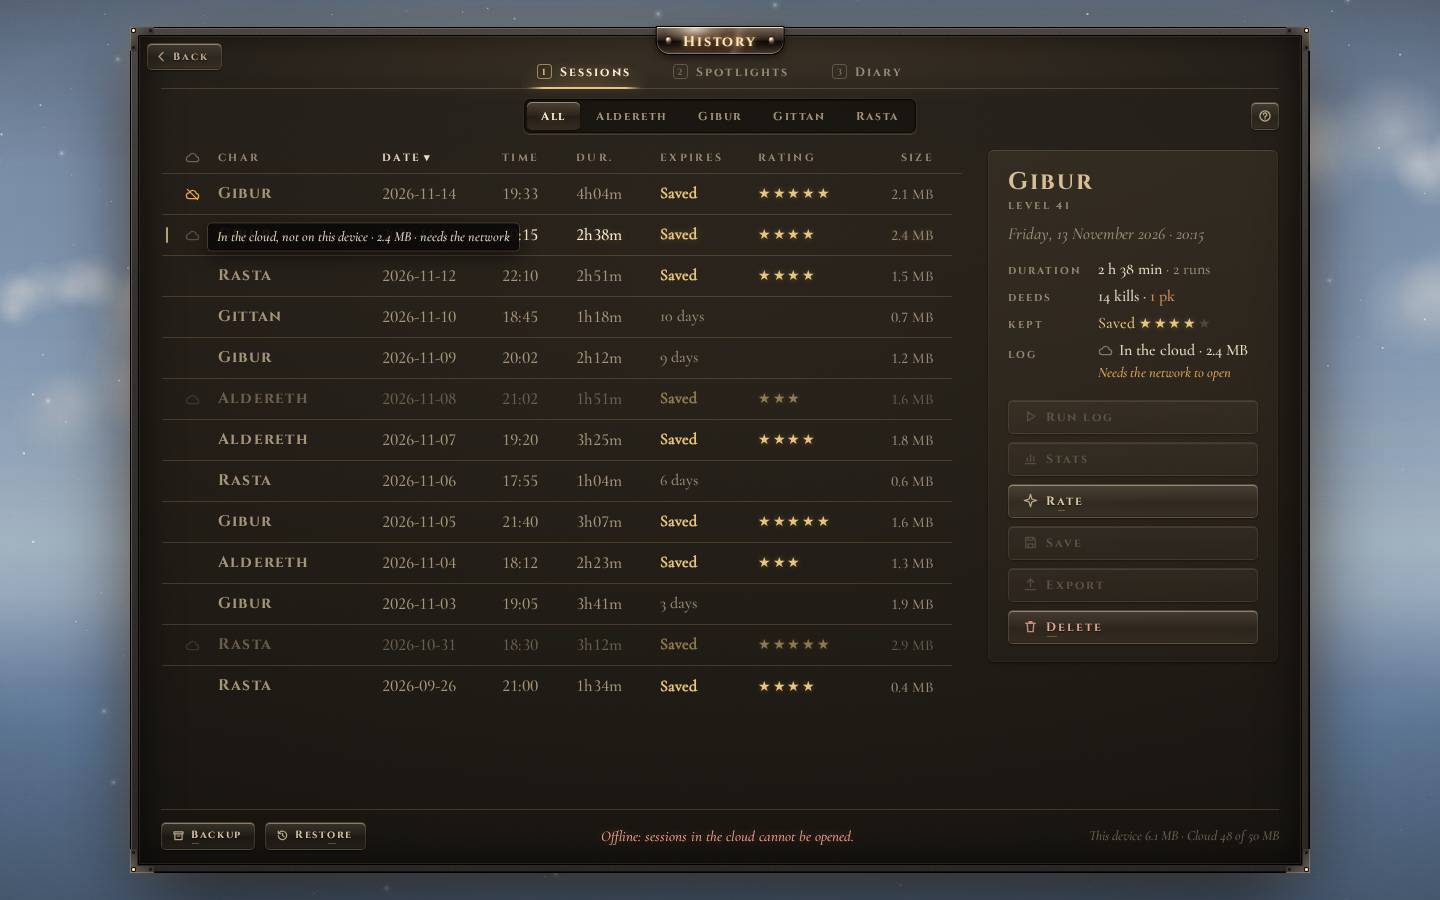 History
Back
1 Sessions
2 Spotlights
3 Diary
All Aldereth Gibur Gittan Rasta
CHAR DATE ▾ TIME DUR. EXPIRES RATING SIZE
Gibur 2026-11-14 19:33 4h04m Saved ★★★★★ 2.1 MB
In the cloud, not on this device · 2.4 MB · needs the network :15 2h38m Saved ★★★★ 2.4 MB
Rasta 2026-11-12 22:10 2h51m Saved ★★★★ 1.5 MB
Gittan 2026-11-10 18:45 1h18m 10 days 0.7 MB
Gibur 2026-11-09 20:02 2h12m 9 days 1.2 MB
Aldereth 2026-11-08 21:02 1h51m Saved ★★★ 1.6 MB
Aldereth 2026-11-07 19:20 3h25m Saved ★★★★ 1.8 MB
Rasta 2026-11-06 17:55 1h04m 6 days 0.6 MB
Gibur 2026-11-05 21:40 3h07m Saved ★★★★★ 1.6 MB
Aldereth 2026-11-04 18:12 2h23m Saved ★★★ 1.3 MB
Gibur 2026-11-03 19:05 3h41m 3 days 1.9 MB
Rasta 2026-10-31 18:30 3h12m Saved ★★★★★ 2.9 MB
Rasta 2026-09-26 21:00 1h34m Saved ★★★★ 0.4 MB
Gibur
LEVEL 41
Friday, 13 November 2026 · 20:15
DURATION 2 h 38 min · 2 runs
DEEDS 14 kills · 1 pk
KEPT Saved ★★★★★
LOG In the cloud · 2.4 MB
Needs the network to open
Run log
Stats
Rate
Save
Export
Delete
Backup
Restore
Offline: sessions in the cloud cannot be opened.
This device 6.1 MB · Cloud 48 of 50 MB